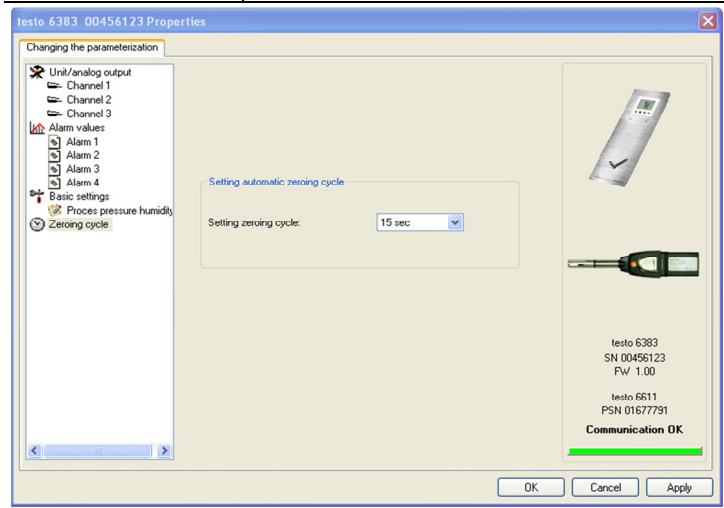 testo 6383 00456123 Properties
Changing the parameterization
Unit/analog output
Channel 1
Channel 2
Channel 3
Alarm values
Alarm 1
Alarm 2
Alarm 3
Alarm 4
Basic settings
Proces pressure humidity
Zeroing cycle
Setting automatic zeroing cycle
Setting zeroing cycle:
15 sec
testo 6383
SN 00456123
FW 1.00
testo 6611
PSN 01677791
Communication OK
OK
Cancel
Apply